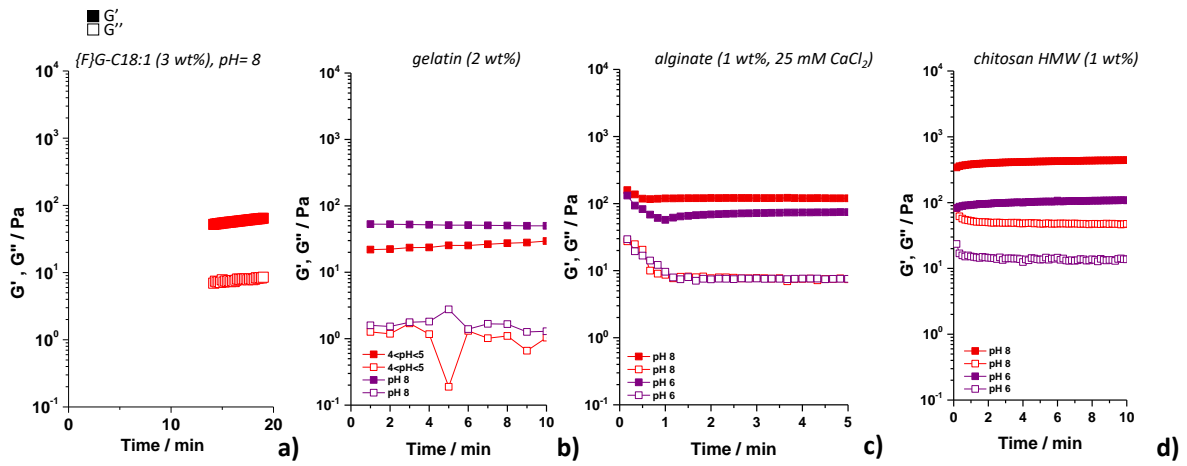 G'
G''
{F}G-C18:1 (3 wt%), pH= 8
gelatin (2 wt%)
alginate (1 wt%, 25 mM CaCl₂)
chitosan HMW (1 wt%)
G', G'' / Pa
10⁴
10³
10²
10¹
10⁰
10⁻¹
0 10 20
Time / min
a)
G', G'' / Pa
10⁴
10³
10²
10¹
10⁰
10⁻¹
4<pH<5
4<pH<5
pH 8
pH 8
0 2 4 6 8 10
Time / min
b)
G', G'' / Pa
10⁴
10³
10²
10¹
10⁰
10⁻¹
pH 8
pH 8
pH 6
pH 6
0 1 2 3 4 5
Time / min
c)
G', G'' / Pa
10⁴
10³
10²
10¹
10⁰
10⁻¹
pH 8
pH 8
pH 6
pH 6
0 2 4 6 8 10
Time / min
d)